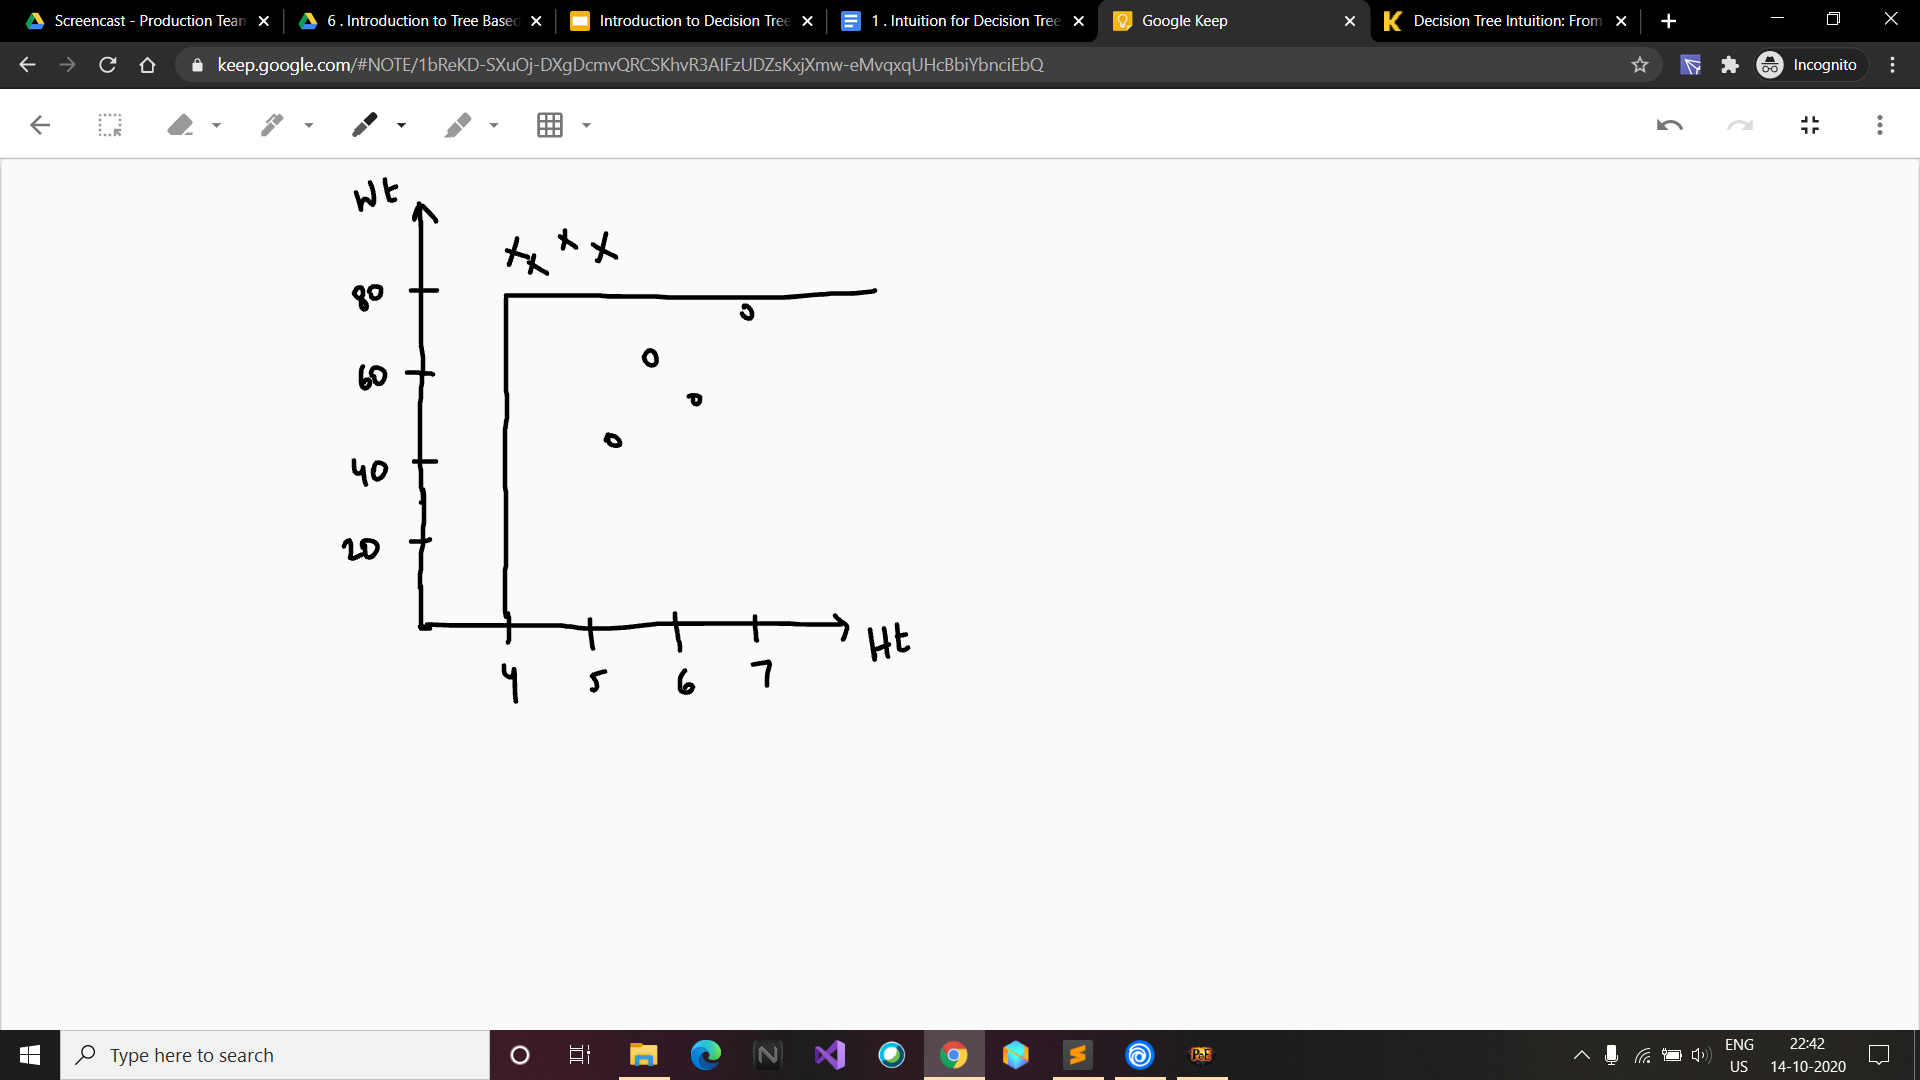 Screencast - Production Team
6 . Introduction to Tree Based
Introduction to Decision Tree
1 . Intuition for Decision Tree
Google Keep
Decision Tree Intuition: From
keep.google.com/#NOTE/1bReKD-SXuOj-DXgDcmvQRCSKhvR3AIFzUDZsKxjXmw-eMvqxqUHcBbiYbnciEbQ
Incognito
Wt
x x x x
80
60
40
20
4 5 6 7
Ht
Type here to search
ENG
US
22:42
14-10-2020